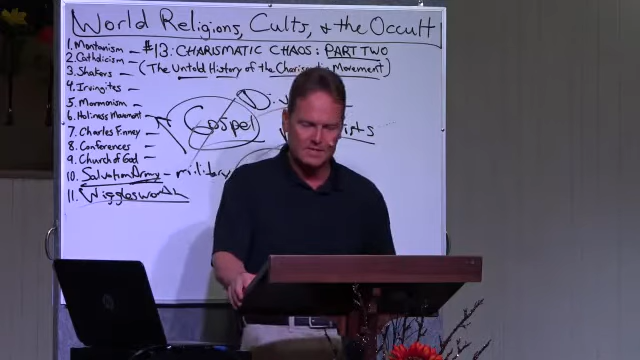 World Religions, Cults, & the Occult
#13: CHARISMATIC CHAOS: PART TWO
(The Untold History of the Charismatic Movement)
1. Montanism
2. Catholicism
3. Shakers
4. Irvingites
5. Mormonism
6. Holiness Movement
7. Charles Finney
8. Conferences
9. Church of God
10. Salvation Army - military
11. Wigglesworth
Gospel